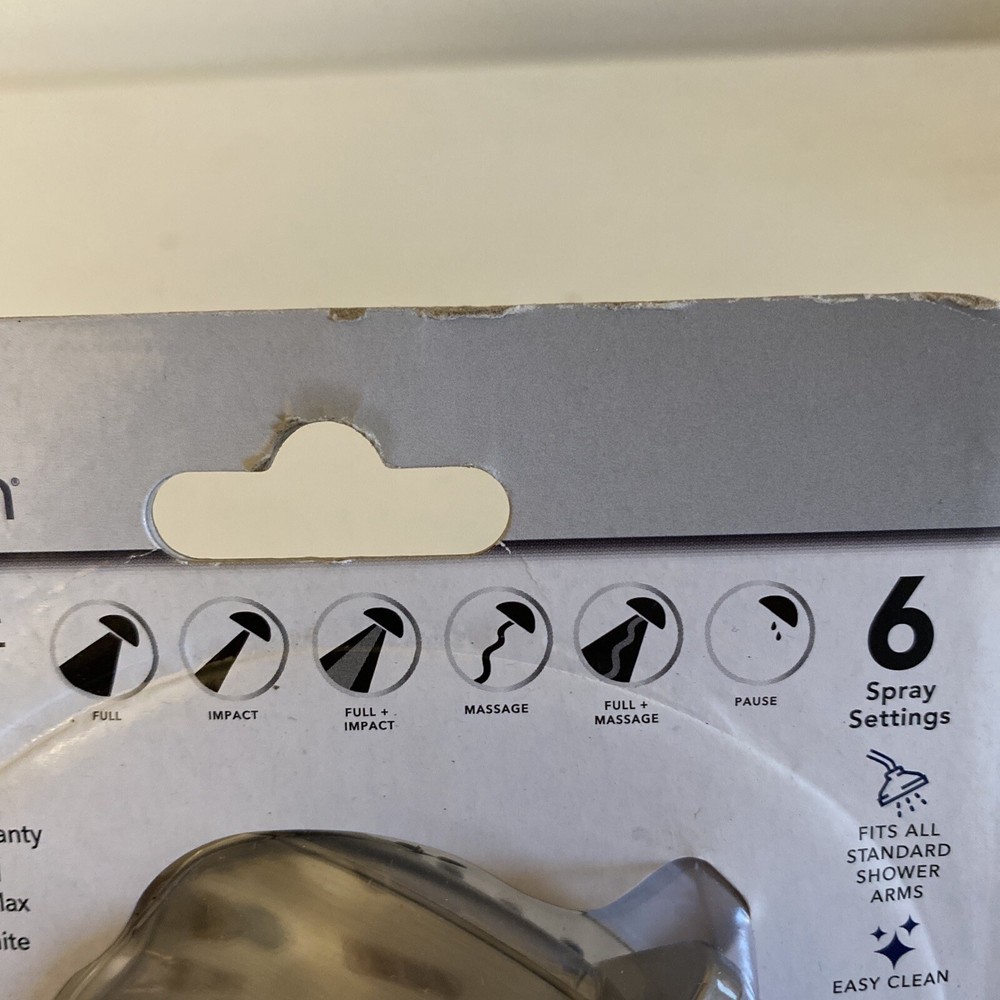 FULL
IMPACT
FULL +
IMPACT
MASSAGE
FULL +
MASSAGE
PAUSE
6
Spray
Settings
FITS ALL
STANDARD
SHOWER
ARMS
EASY CLEAN